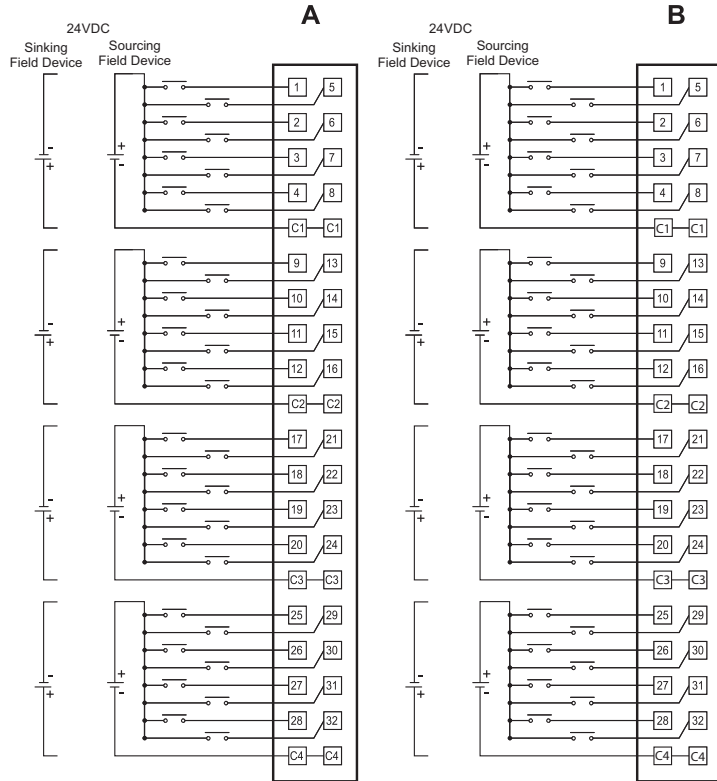 A B
24VDC 24VDC
Sinking Field Device Sourcing Field Device Sinking Field Device Sourcing Field Device
1 5 1 5
2 6 2 6
- + + - 3 7 - + + - 3 7
4 8 4 8
C1 C1 C1 C1
9 13 9 13
10 14 10 14
- + + - 11 15 - + + - 11 15
12 16 12 16
C2 C2 C2 C2
17 21 17 21
18 22 18 22
- + + - 19 23 - + + - 19 23
20 24 20 24
C3 C3 C3 C3
25 29 25 29
26 30 26 30
- + + - 27 31 - + + - 27 31
28 32 28 32
C4 C4 C4 C4